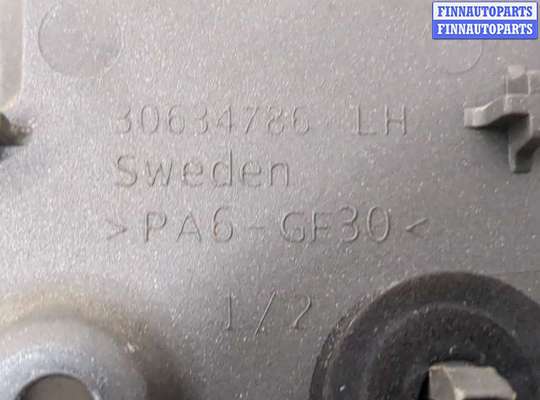 FINNAUTOPARTS
FINNAUTOPARTS
30634786 LH
Sweden
>PA6-GF30<
1/2